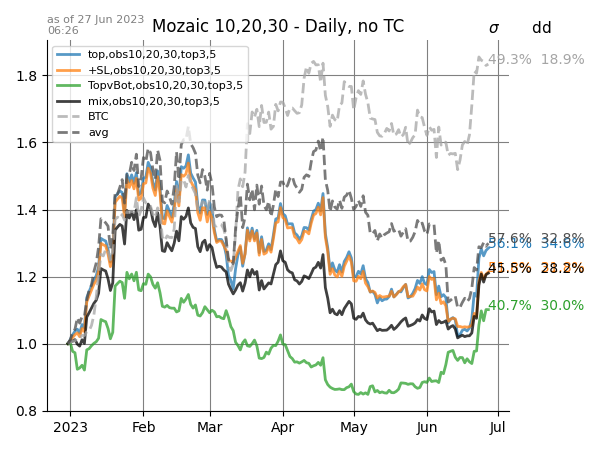 as of 27 Jun 2023
06:26
Mozaic 10,20,30 - Daily, no TC
σ dd
top,obs10,20,30,top3,5
+SL,obs10,20,30,top3,5
TopvBot,obs10,20,30,top3,5
mix,obs10,20,30,top3,5
BTC
avg
49.3% 18.9%
57.6% 32.8%
56.1% 34.6%
45.5% 28.2%
40.7% 30.0%
1.8
1.6
1.4
1.2
1.0
0.8
2023 Feb Mar Apr May Jun Jul